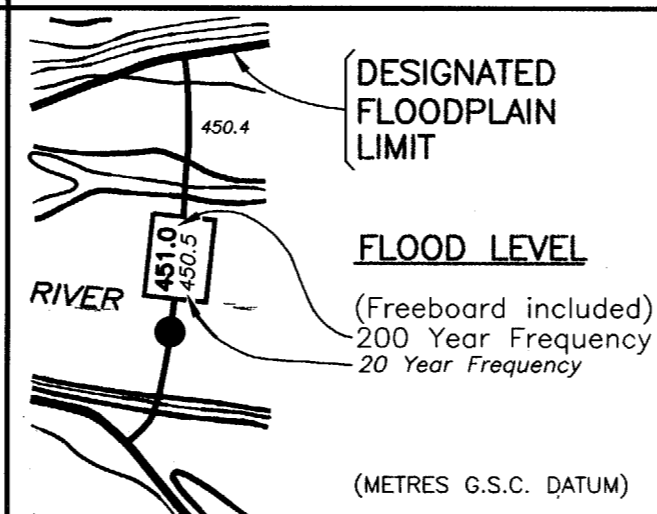 DESIGNATED
FLOODPLAIN
LIMIT
450.4
451.0
450.5
FLOOD LEVEL
RIVER
(Freeboard included)
200 Year Frequency
20 Year Frequency
(METRES G.S.C. DATUM)